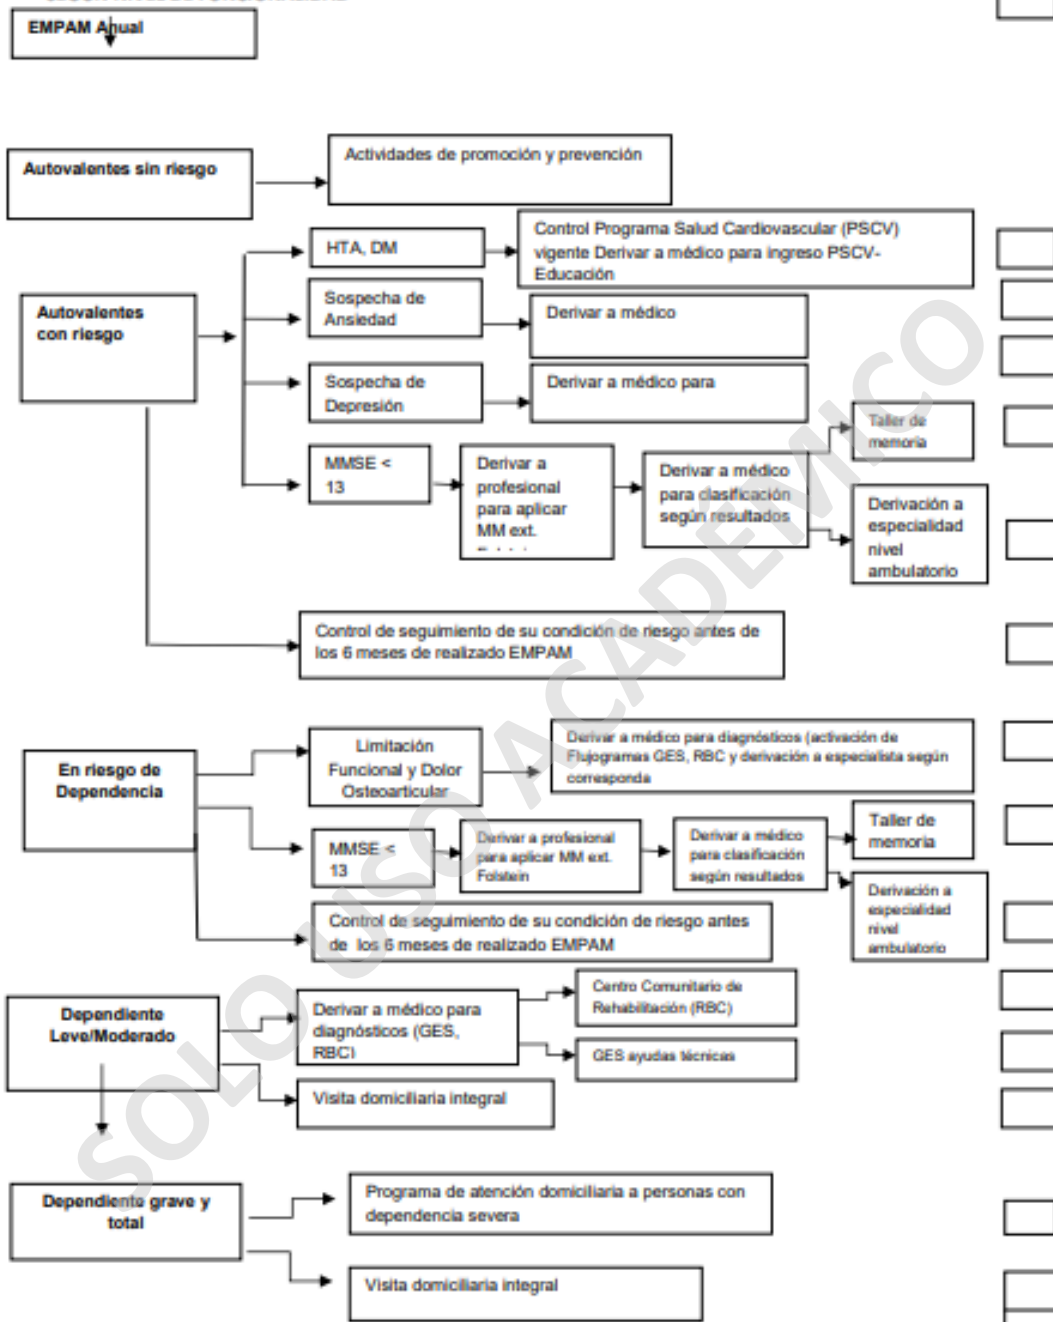 EMPAM Anual
Autovalentes sin riesgo
Actividades de promoción y prevención
Autovalentes
con riesgo
HTA, DM
Control Programa Salud Cardiovascular (PSCV)
vigente Derivar a médico para ingreso PSCV-
Educación
Sospecha de
Ansiedad
Derivar a médico
Sospecha de
Depresión
Derivar a médico para
MMSE <
13
Derivar a
profesional
para aplicar
MM ext.
Derivar a médico
para clasificación
según resultados
Taller de
memoria
Derivación a
especialidad
nivel
ambulatorio
Control de seguimiento de su condición de riesgo antes de
los 6 meses de realizado EMPAM
En riesgo de
Dependencia
Limitación
Funcional y Dolor
Osteoarticular
Derivar a médico para diagnósticos (activación de
Flujogramas GES, RBC y derivación a especialista según
corresponda
MMSE <
13
Derivar a profesional
para aplicar MM ext.
Folstein
Derivar a médico
para clasificación
según resultados
Taller de
memoria
Derivación a
especialidad
nivel
ambulatorio
Control de seguimiento de su condición de riesgo antes
de los 6 meses de realizado EMPAM
Dependiente
Leve/Moderado
Derivar a médico para
diagnósticos (GES,
RBC)
Centro Comunitario de
Rehabilitación (RBC)
GES ayudas técnicas
Visita domiciliaria integral
Dependiente grave y
total
Programa de atención domiciliaria a personas con
dependencia severa
Visita domiciliaria integral
SOLO USO ACADÉMICO